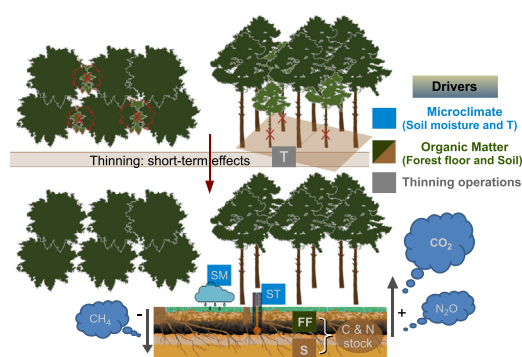 Drivers
Microclimate
(Soil moisture and T)
Organic Matter
(Forest floor and Soil)
Thinning operations
Thinning: short-term effects
T
CO2
SM
ST
CH4
-
+
N2O
FF
C & N
stock
S